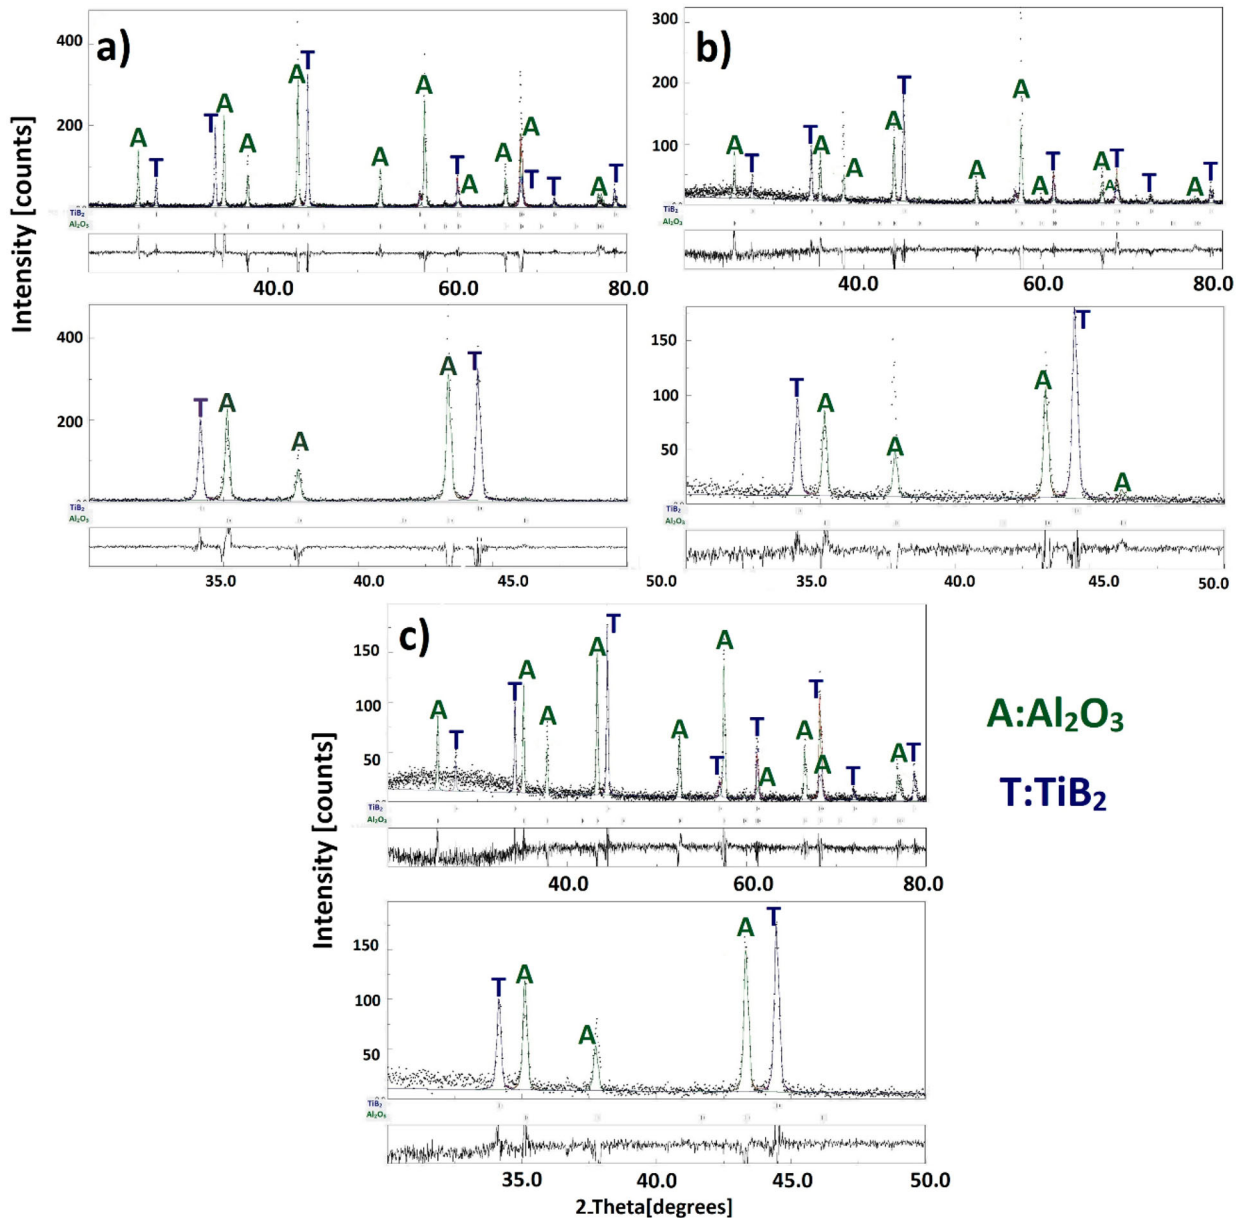 a)
Intensity [counts]
400
200
A T T A A A T A A T A A T T A T
TiB₂
Al₂O₃
40.0 60.0 80.0
400
200
T A A A T
TiB₂
Al₂O₃
35.0 40.0 45.0 50.0
b)
300
200
100
A T T A A A T A A A T A A T T A T
TiB₂
Al₂O₃
40.0 60.0 80.0
150
100
50
T A A A T A
TiB₂
Al₂O₃
35.0 40.0 45.0 50.0
c)
Intensity [counts]
150
100
50
A T T A A A T A T A T A A T A T A T
TiB₂
Al₂O₃
40.0 60.0 80.0
150
100
50
T A A A T
TiB₂
Al₂O₃
35.0 40.0 45.0 50.0
2.Theta[degrees]
A:Al₂O₃
T:TiB₂